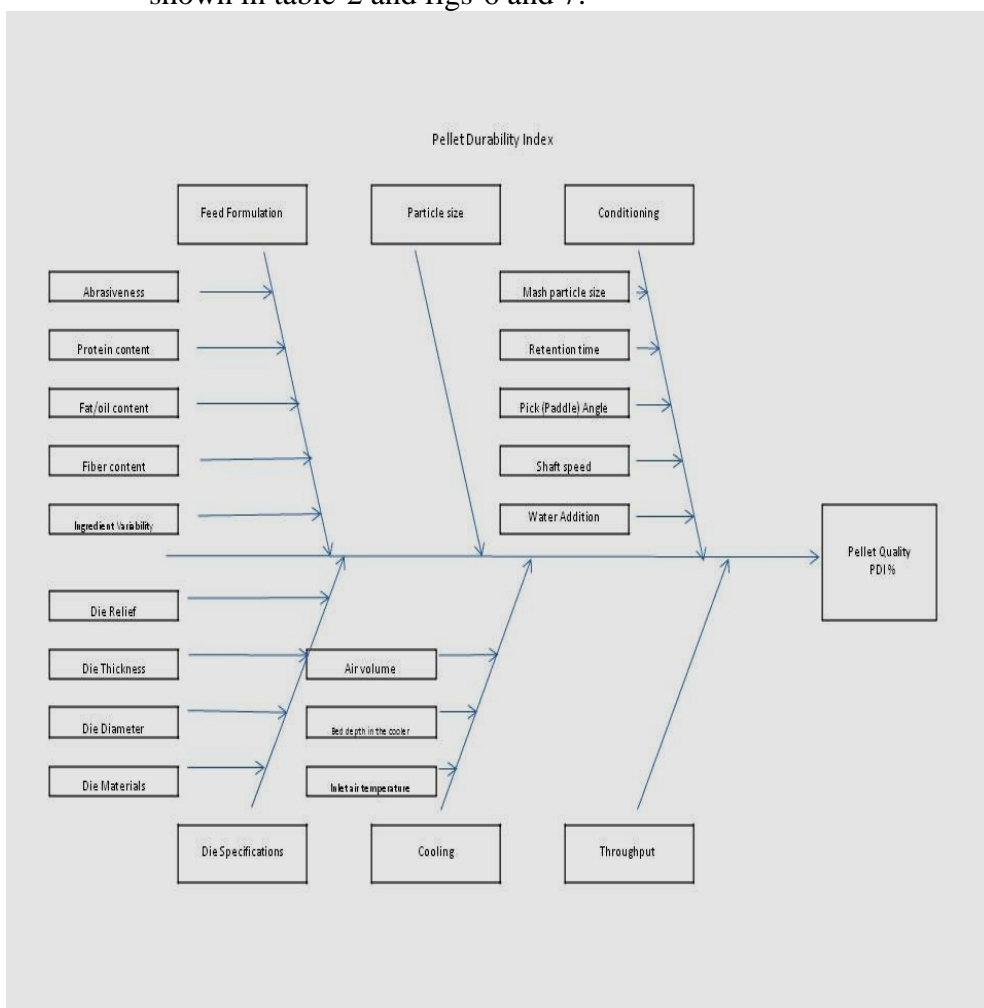 shown in table-2 and figs-6 and 7.
Pellet Durability Index
Feed Formulation
Particle size
Conditioning
Abrasiveness
Mash particle size
Protein content
Retention time
Fat/oil content
Pick (Paddle) Angle
Fiber content
Shaft speed
Ingredient Variability
Water Addition
Pellet Quality
PDI %
Die Relief
Die Thickness
Air volume
Die Diameter
Bed depth in the cooler
Die Materials
Inlet air temperature
Die Specifications
Cooling
Throughput